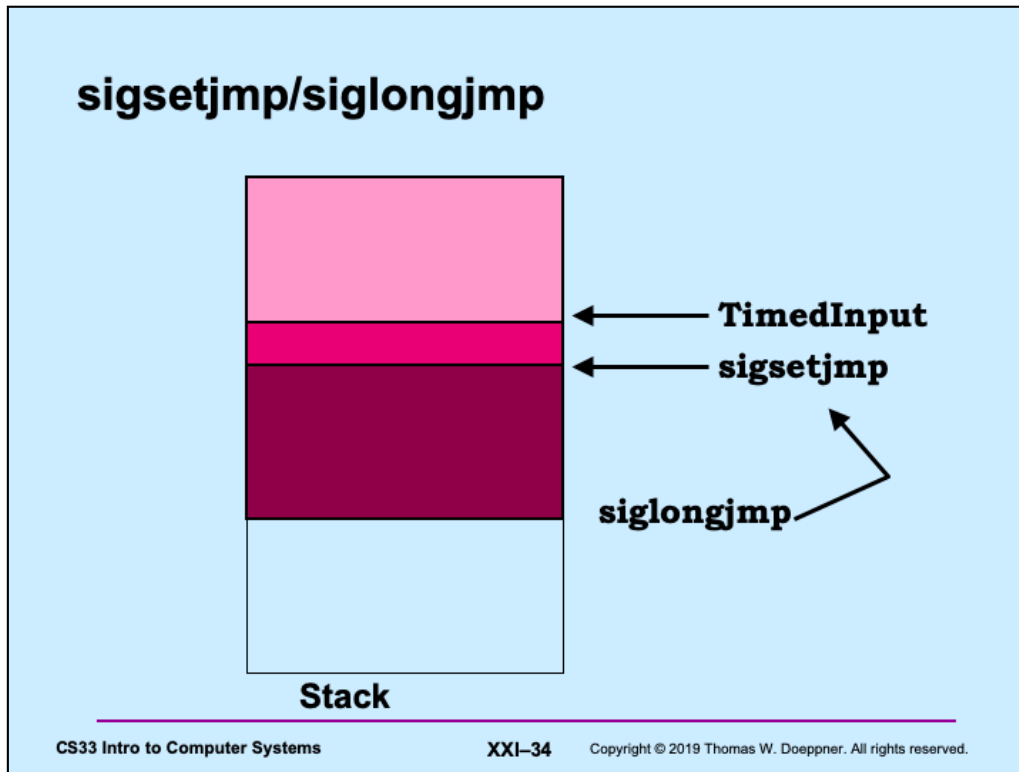 sigsetjmp/siglongjmp
TimedInput
sigsetjmp
siglongjmp
Stack
CS33 Intro to Computer Systems XXI–34 Copyright © 2019 Thomas W. Doeppner. All rights reserved.